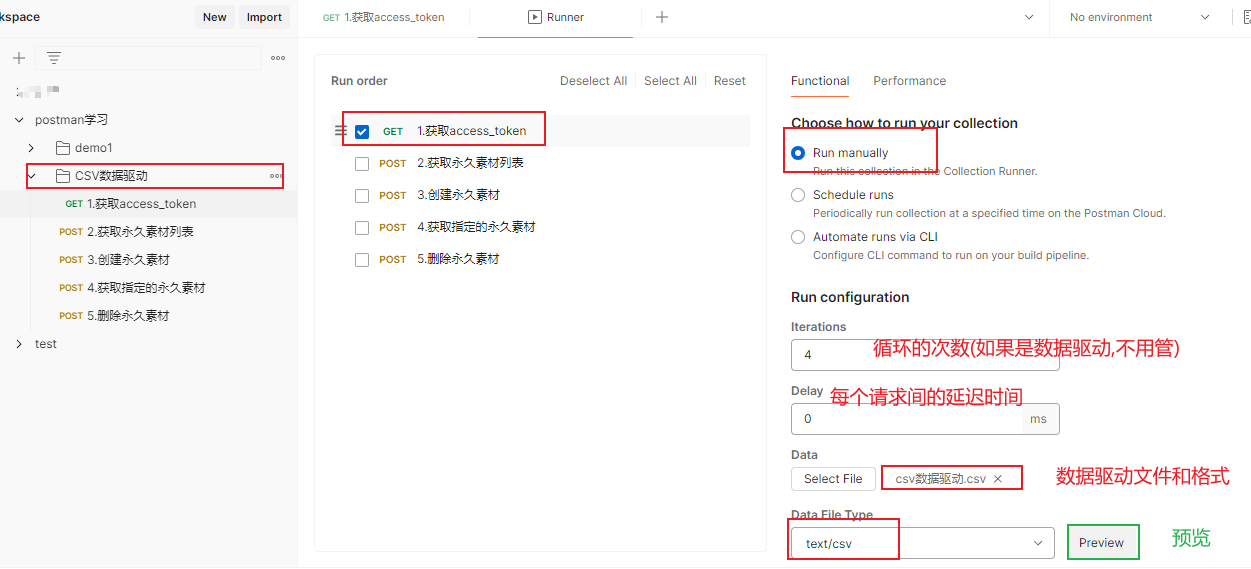 kspace
New
Import
GET 1.获取access_token
Runner
No environment
postman学习
demo1
CSV数据驱动
GET 1.获取access_token
POST 2.获取永久素材列表
POST 3.创建永久素材
POST 4.获取指定的永久素材
POST 5.删除永久素材
test
Run order
Deselect All
Select All
Reset
GET 1.获取access_token
POST 2.获取永久素材列表
POST 3.创建永久素材
POST 4.获取指定的永久素材
POST 5.删除永久素材
Functional
Performance
Choose how to run your collection
Run manually
Run this collection in the Collection Runner.
Schedule runs
Periodically run collection at a specified time on the Postman Cloud.
Automate runs via CLI
Configure CLI command to run on your build pipeline.
Run configuration
Iterations
4
循环的次数(如果是数据驱动,不用管)
Delay
每个请求间的延迟时间
0
ms
Data
Select File
csv数据驱动.csv
数据驱动文件和格式
Data File Type
text/csv
Preview
预览